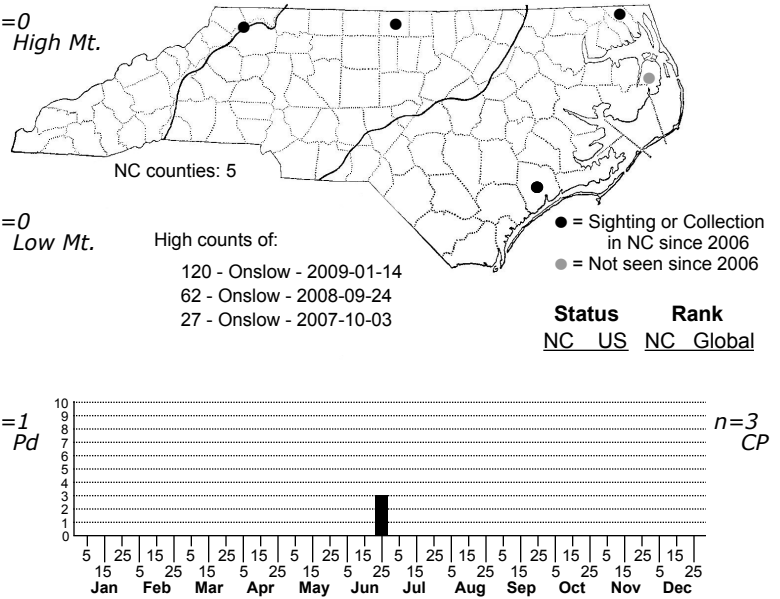 =0
High Mt.
NC counties: 5
=0
Low Mt.
High counts of:
120 - Onslow - 2009-01-14
62 - Onslow - 2008-09-24
27 - Onslow - 2007-10-03
= Sighting or Collection
in NC since 2006
= Not seen since 2006
Status Rank
NC US NC Global
=1
Pd
n=3
CP
10
9
8
7
6
5
4
3
2
1
0
5 25 15 5 25 15 5 25 15 5 25 15 5 25 15 5 25 15
15 5 25 15 5 25 15 5 25 15 5 25 15 5 25 15 5 25
Jan Feb Mar Apr May Jun Jul Aug Sep Oct Nov Dec